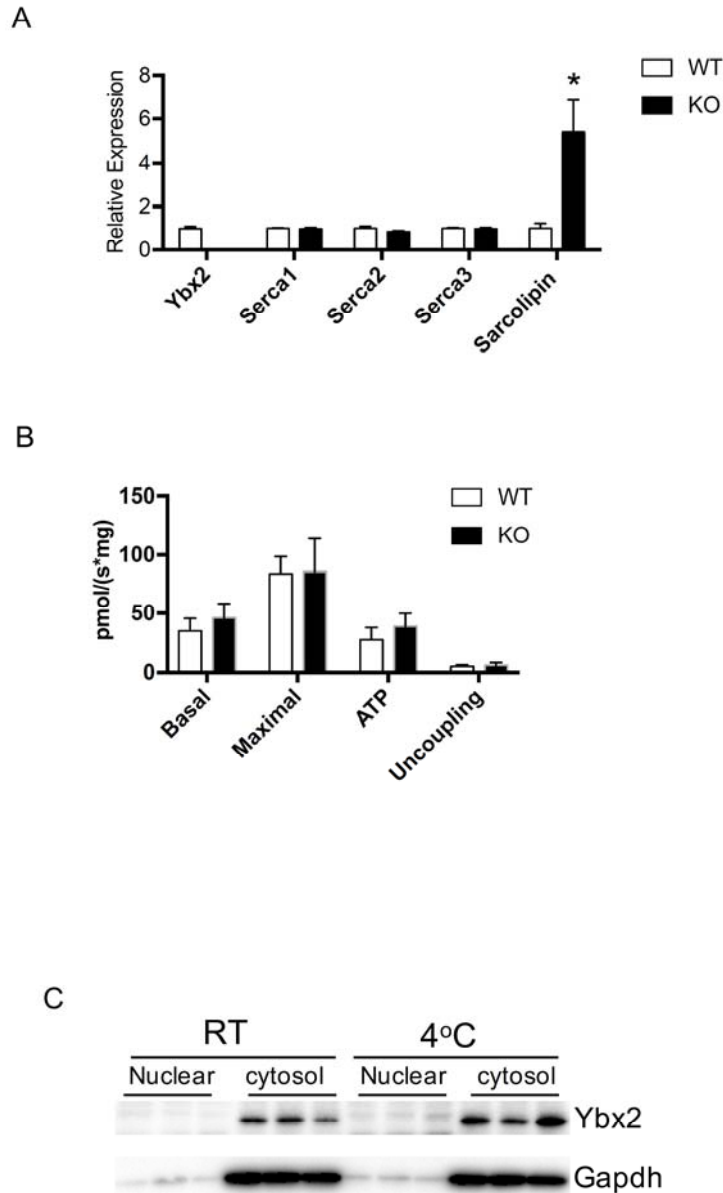 A
WT
KO
*
Relative Expression
8
6
4
2
0
Ybx2
Serca1
Serca2
Serca3
Sarcolipin
B
WT
KO
pmol/(s*mg)
150
100
50
0
Basal
Maximal
ATP
Uncoupling
C
RT 4°C
Nuclear cytosol Nuclear cytosol
Ybx2
Gapdh